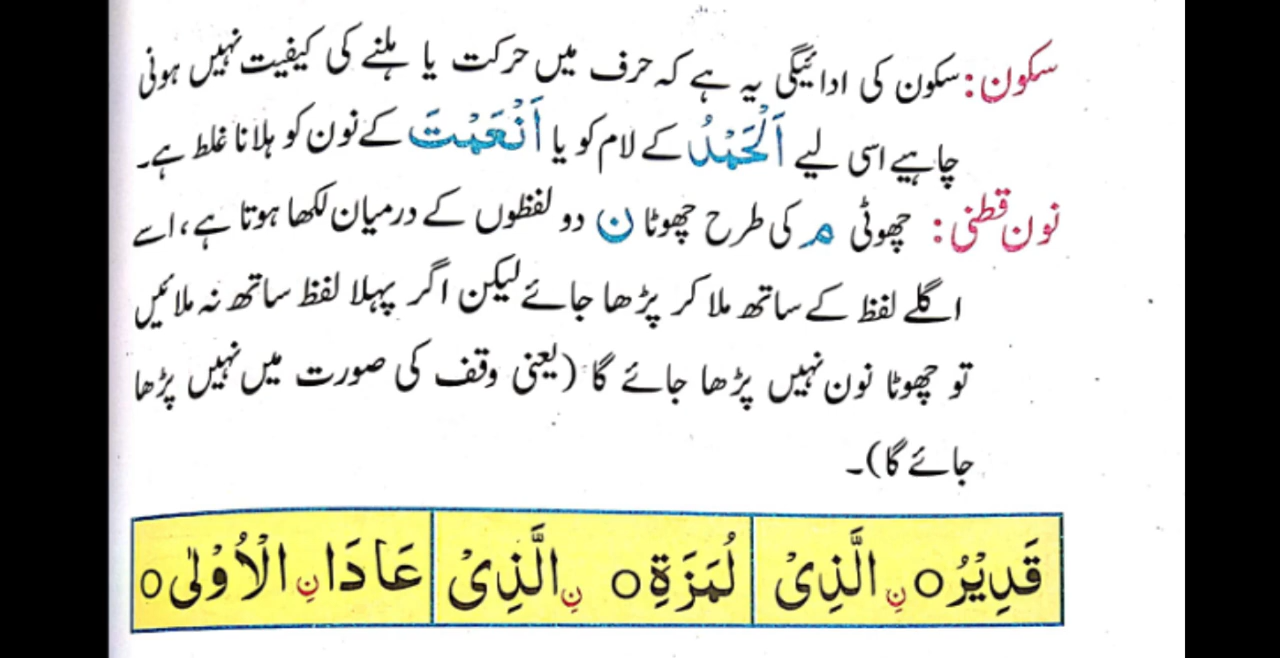 سکون: سکون کی ادائیگی یہ ہے کہ حرف میں حرکت یا ہلنے کی کیفیت نہیں ہونی
چاہیے اسی لیے اَلْحَمْدُ کے لام کو یا اَنْعَمْتَ کے نون کو ہلانا غلط ہے۔
نون قطنی: چھوٹی م کی طرح چھوٹا ن دو لفظوں کے درمیان لکھا ہوتا ہے، اسے
اگلے لفظ کے ساتھ ملا کر پڑھا جائے لیکن اگر پہلا لفظ ساتھ نہ ملائیں
تو چھوٹا نون نہیں پڑھا جائے گا (یعنی وقف کی صورت میں نہیں پڑھا
جائے گا)۔
قَدِيْرُ ○ نِ الَّذِىْ لُمَزَةِ ○ نِ الَّذِىْ عَادَا نِ الْاُوْلٰى ○